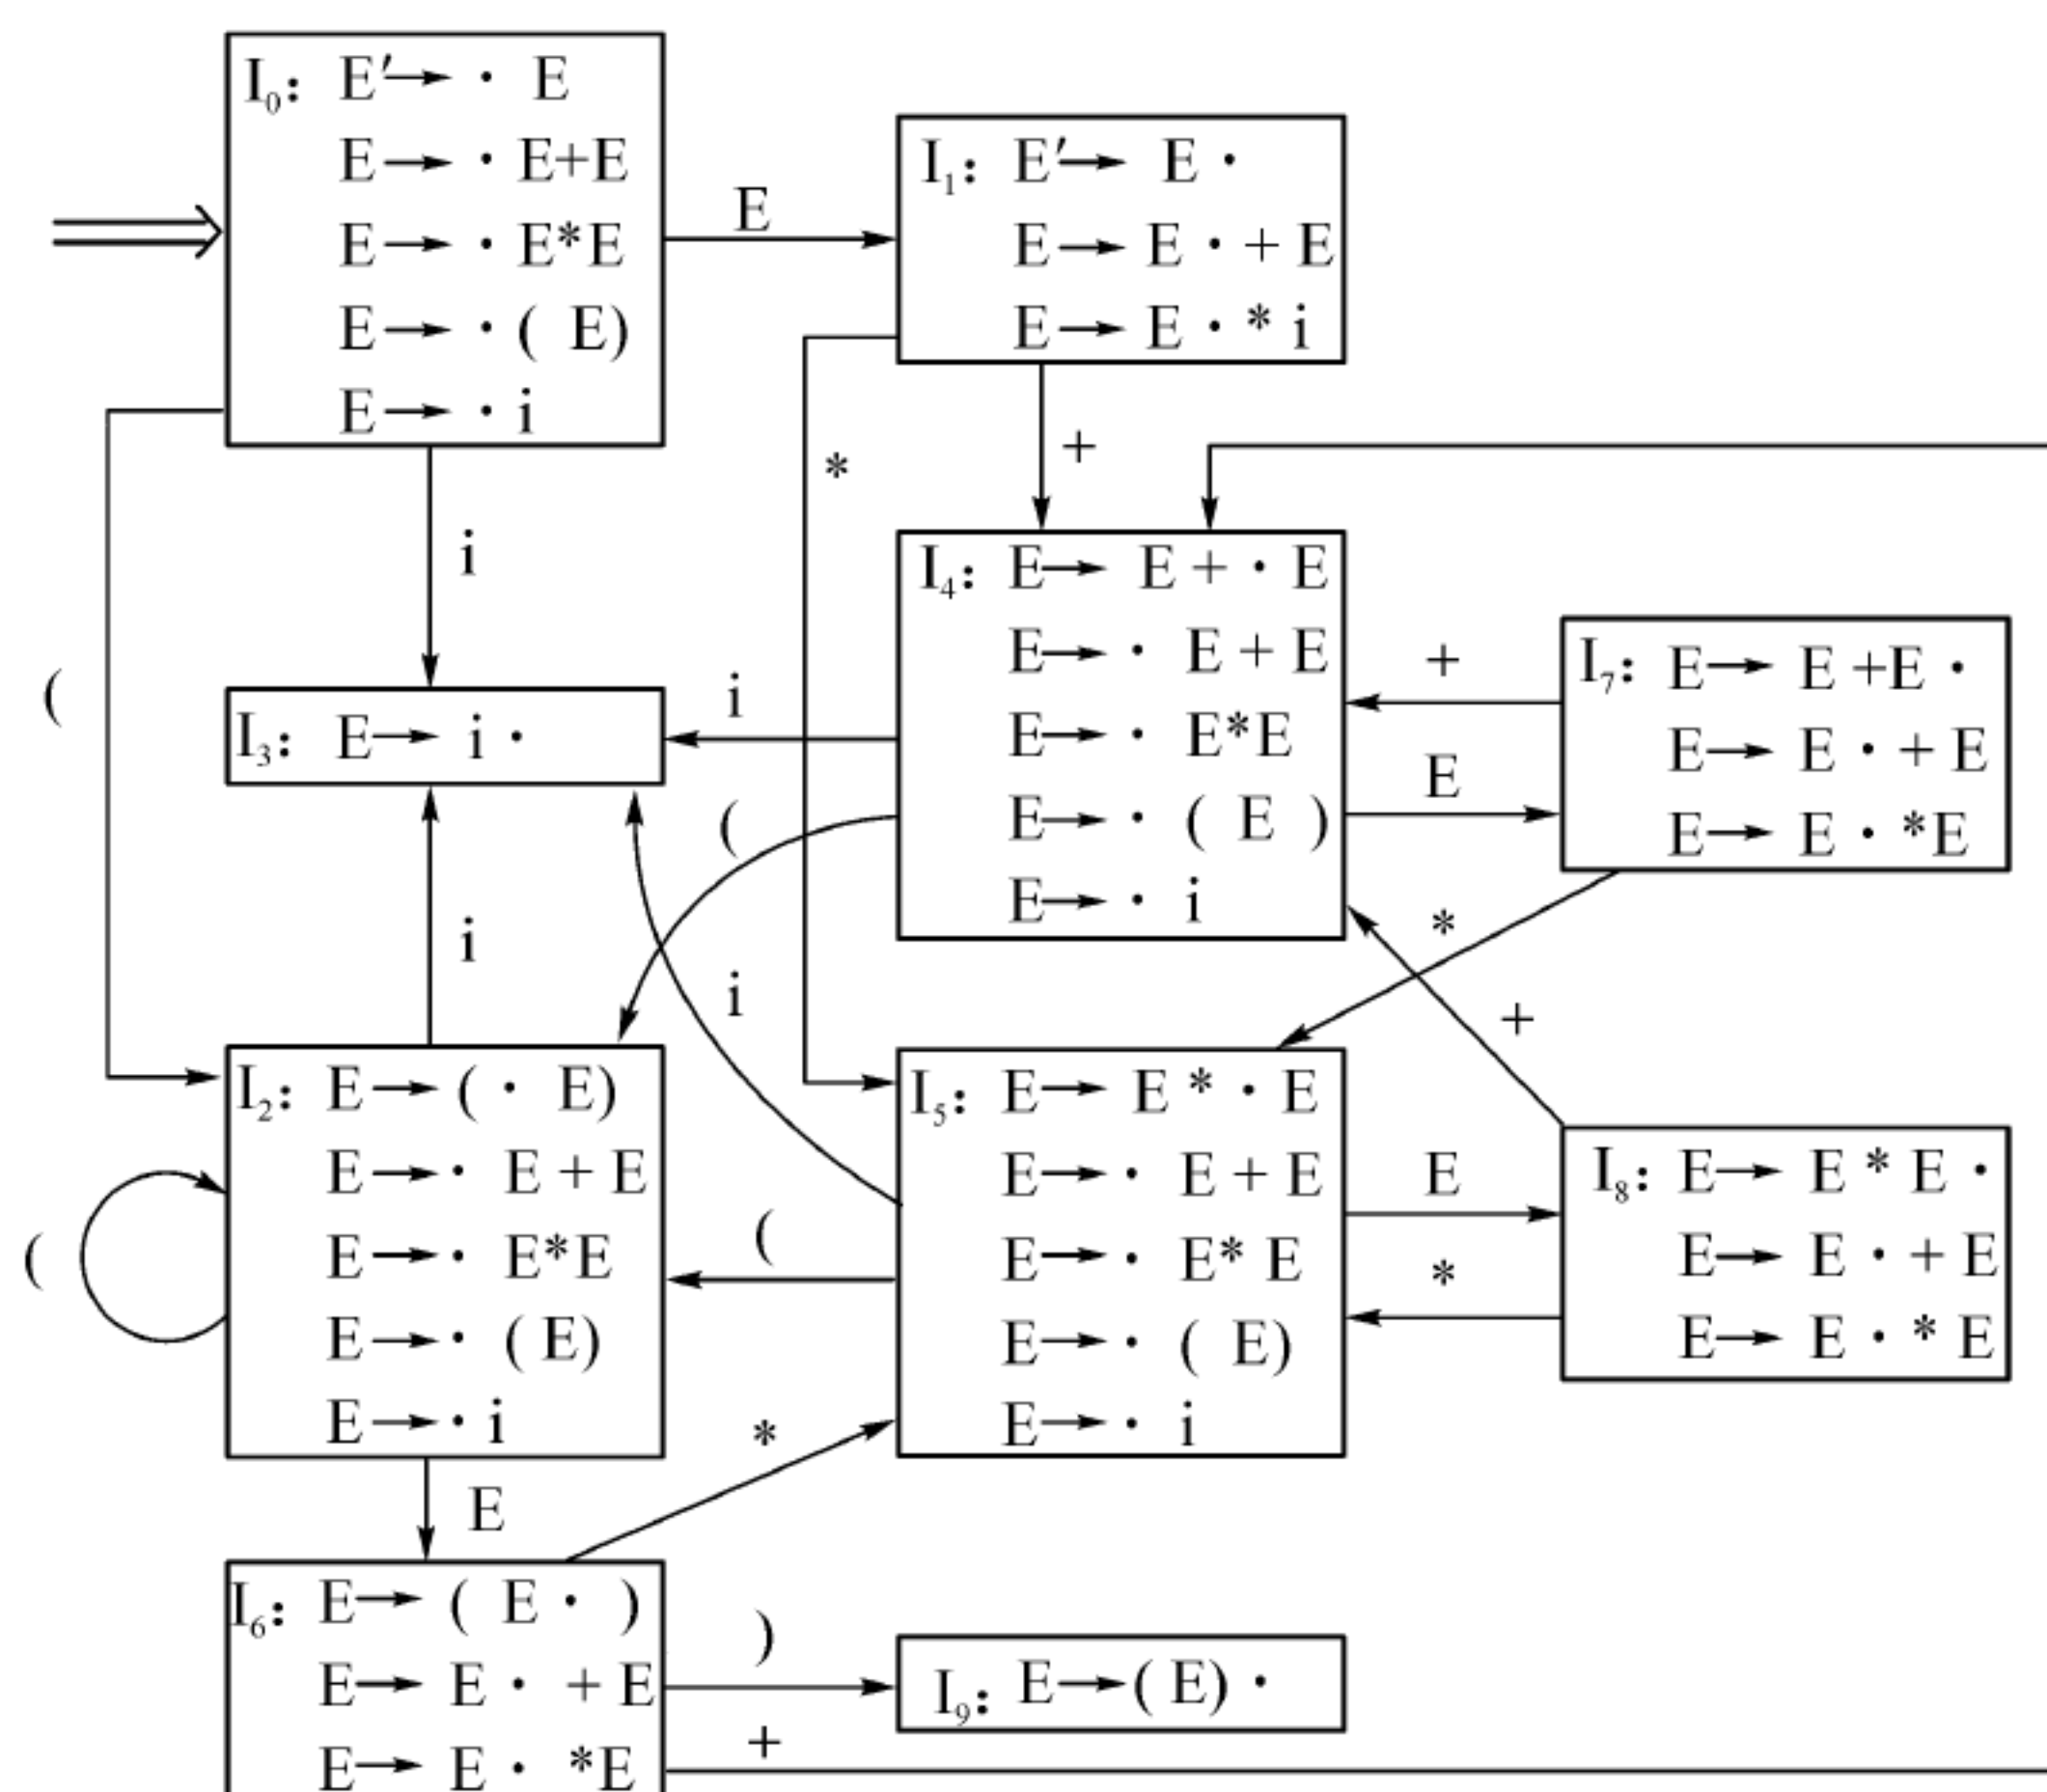 I₀: E′→ · E
E→ · E+E
E→ · E*E
E→ · ( E)
E→ · i
E
I₁: E′→ E ·
E→ E · + E
E→ E · * i
(
i
*
+
I₃: E→ i ·
i
I₄: E→ E + · E
E→ · E + E
E→ · E*E
E→ · ( E )
E→ · i
+
E
I₇: E→ E +E ·
E→ E · + E
E→ E · *E
(
i
i
*
+
I₂: E→( · E)
E→ · E + E
E→ · E*E
E→ · ( E)
E→ · i
(
(
I₅: E→ E * · E
E→ · E + E
E→ · E* E
E→ · ( E)
E→ · i
E
*
I₈: E→ E * E ·
E→ E · + E
E→ E · * E
E
*
I₆: E→ ( E · )
E→ E · + E
E→ E · *E
)
+
I₉: E→( E) ·